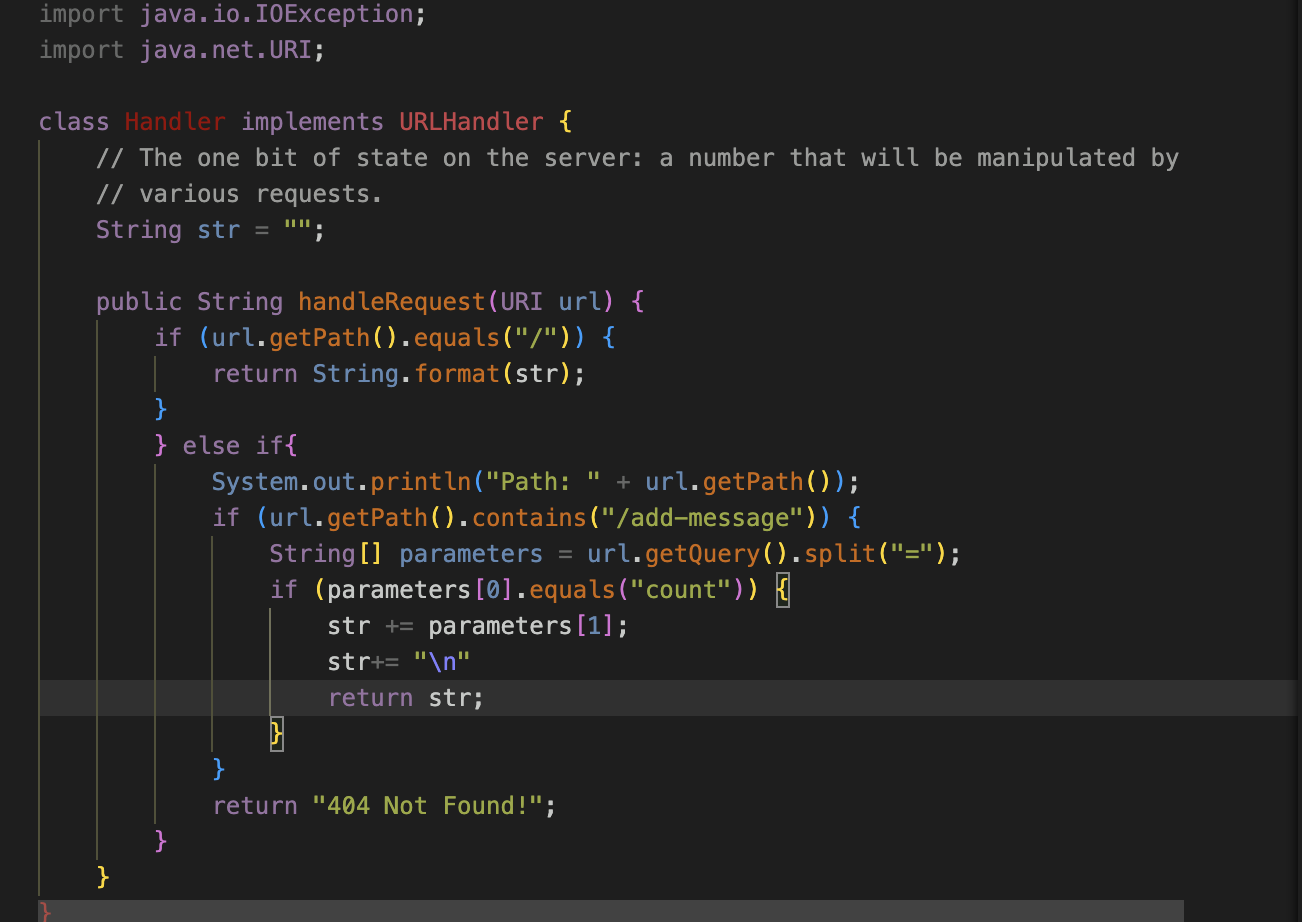 import java.io.IOException;
import java.net.URI;

class Handler implements URLHandler {
    // The one bit of state on the server: a number that will be manipulated by
    // various requests.
    String str = "";

    public String handleRequest(URI url) {
        if (url.getPath().equals("/")) {
            return String.format(str);
        }
        } else if{
            System.out.println("Path: " + url.getPath());
            if (url.getPath().contains("/add-message")) {
                String[] parameters = url.getQuery().split("=");
                if (parameters[0].equals("count")) {
                    str += parameters[1];
                    str+= "\n"
                    return str;
                }
            }
            return "404 Not Found!";
        }
    }
}